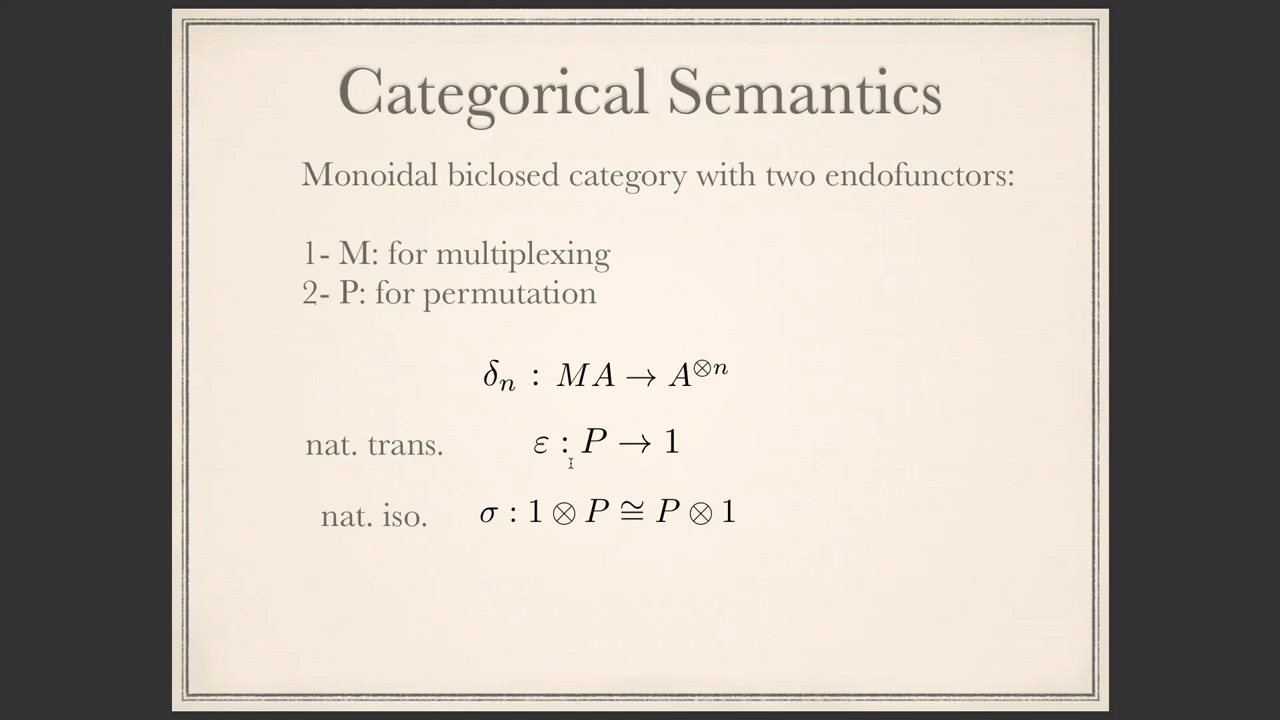 Categorical Semantics
Monoidal biclosed category with two endofunctors:
1- M: for multiplexing
2- P: for permutation
δₙ : MA → A^{⊗n}
nat. trans. ε : P → 1
nat. iso. σ : 1 ⊗ P ≅ P ⊗ 1